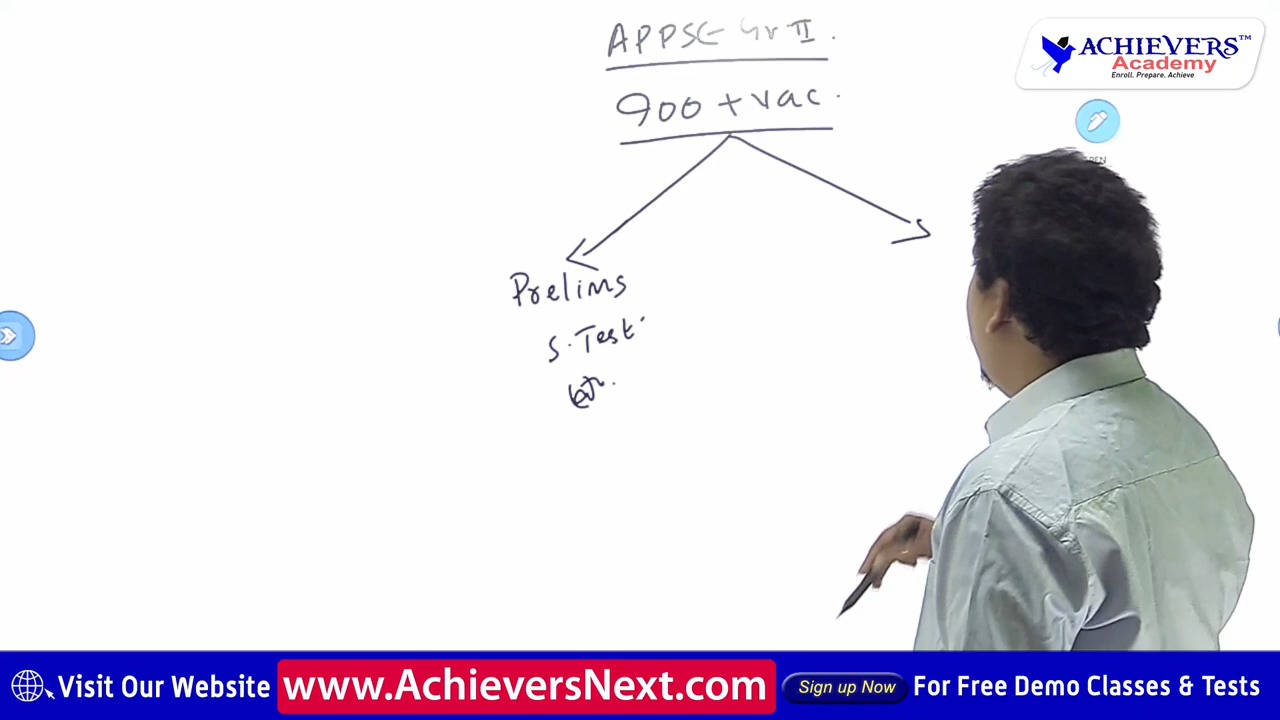 APPSC Gr II.
ACHIEVERS™
Academy
Enroll. Prepare. Achieve
900 + vac.
Prelims
S. Test
Visit Our Website www.AchieversNext.com Sign up Now For Free Demo Classes & Tests